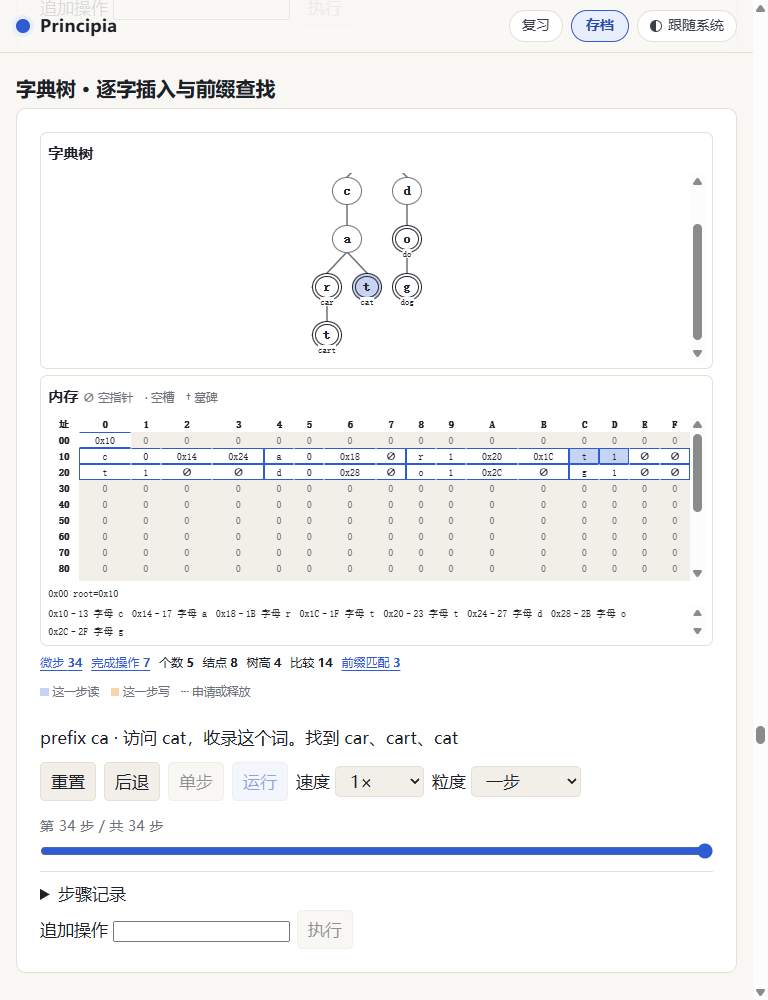 追加操作 执行
Principia 复习 存档 跟随系统
字典树 · 逐字插入与前缀查找
字典树
c d
a o
do
r t g
car cat dog
t
cart
内存 ∅ 空指针 · 空槽 † 墓碑
址 0 1 2 3 4 5 6 7 8 9 A B C D E F
00 0x10 0 0 0 0 0 0 0 0 0 0 0 0 0 0 0
10 c 0 0x14 0x24 a 0 0x18 ∅ r 1 0x20 0x1C t 1 ∅ ∅
20 t 1 ∅ ∅ d 0 0x28 ∅ o 1 0x2C ∅ g 1 ∅ ∅
30 0 0 0 0 0 0 0 0 0 0 0 0 0 0 0 0
40 0 0 0 0 0 0 0 0 0 0 0 0 0 0 0 0
50 0 0 0 0 0 0 0 0 0 0 0 0 0 0 0 0
60 0 0 0 0 0 0 0 0 0 0 0 0 0 0 0 0
70 0 0 0 0 0 0 0 0 0 0 0 0 0 0 0 0
80 0 0 0 0 0 0 0 0 0 0 0 0 0 0 0 0
0x00 root=0x10
0x10–13 字母 c 0x14–17 字母 a 0x18–1B 字母 r 0x1C–1F 字母 t 0x20–23 字母 t 0x24–27 字母 d 0x28–2B 字母 o
0x2C–2F 字母 g
微步 34 完成操作 7 个数 5 结点 8 树高 4 比较 14 前缀匹配 3
这一步读 这一步写 ┄ 申请或释放
prefix ca · 访问 cat，收录这个词。找到 car、cart、cat
重置 后退 单步 运行 速度 1× 粒度 一步
第 34 步 / 共 34 步
▶ 步骤记录
追加操作 执行